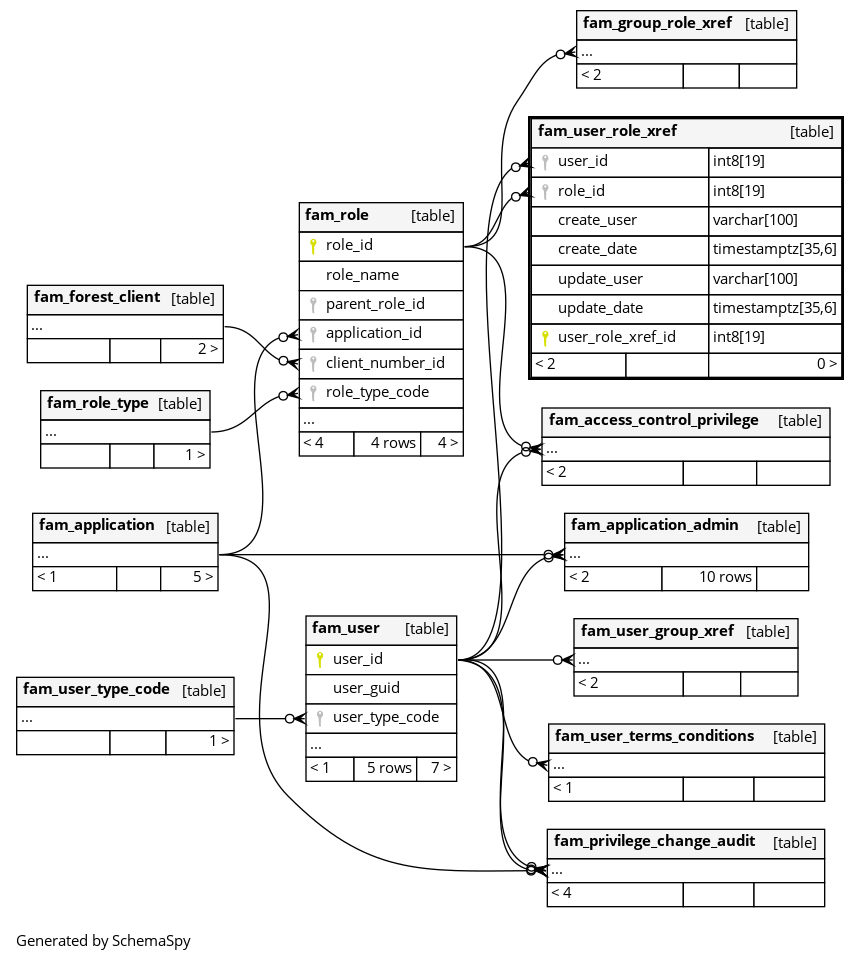 fam_group_role_xref [table]
...
< 2
fam_user_role_xref [table]
user_id int8[19]
role_id int8[19]
create_user varchar[100]
create_date timestamptz[35,6]
update_user varchar[100]
update_date timestamptz[35,6]
user_role_xref_id int8[19]
< 2 0 >
fam_role [table]
role_id
role_name
parent_role_id
application_id
client_number_id
role_type_code
...
< 4 4 rows 4 >
fam_forest_client [table]
...
2 >
fam_role_type [table]
...
1 >
fam_access_control_privilege [table]
...
< 2
fam_application [table]
...
< 1 5 >
fam_application_admin [table]
...
< 2 10 rows
fam_user [table]
user_id
user_guid
user_type_code
...
< 1 5 rows 7 >
fam_user_group_xref [table]
...
< 2
fam_user_type_code [table]
...
1 >
fam_user_terms_conditions [table]
...
< 1
fam_privilege_change_audit [table]
...
< 4
Generated by SchemaSpy